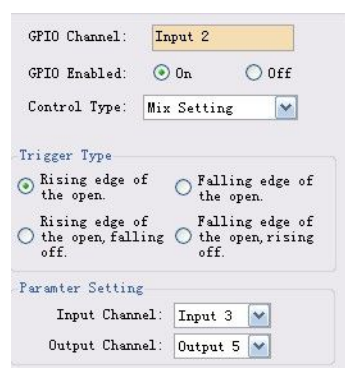 GPIO Channel: Input 2
GPIO Enabled: On Off
Control Type: Mix Setting
Trigger Type
Rising edge of the open.
Falling edge of the open.
Rising edge of the open, falling off.
Falling edge of the open, rising off.
Paramter Setting
Input Channel: Input 3
Output Channel: Output 5